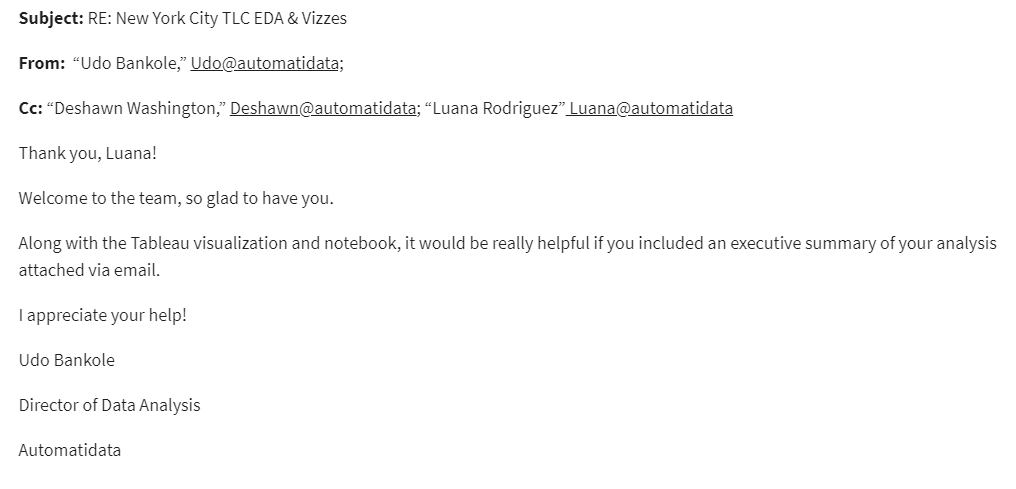 Subject: RE: New York City TLC EDA & Vizzes
From: “Udo Bankole,” Udo@automatidata;
Cc: “Deshawn Washington,” Deshawn@automatidata; “Luana Rodriguez” Luana@automatidata
Thank you, Luana!
Welcome to the team, so glad to have you.
Along with the Tableau visualization and notebook, it would be really helpful if you included an executive summary of your analysis
attached via email.
I appreciate your help!
Udo Bankole
Director of Data Analysis
Automatidata